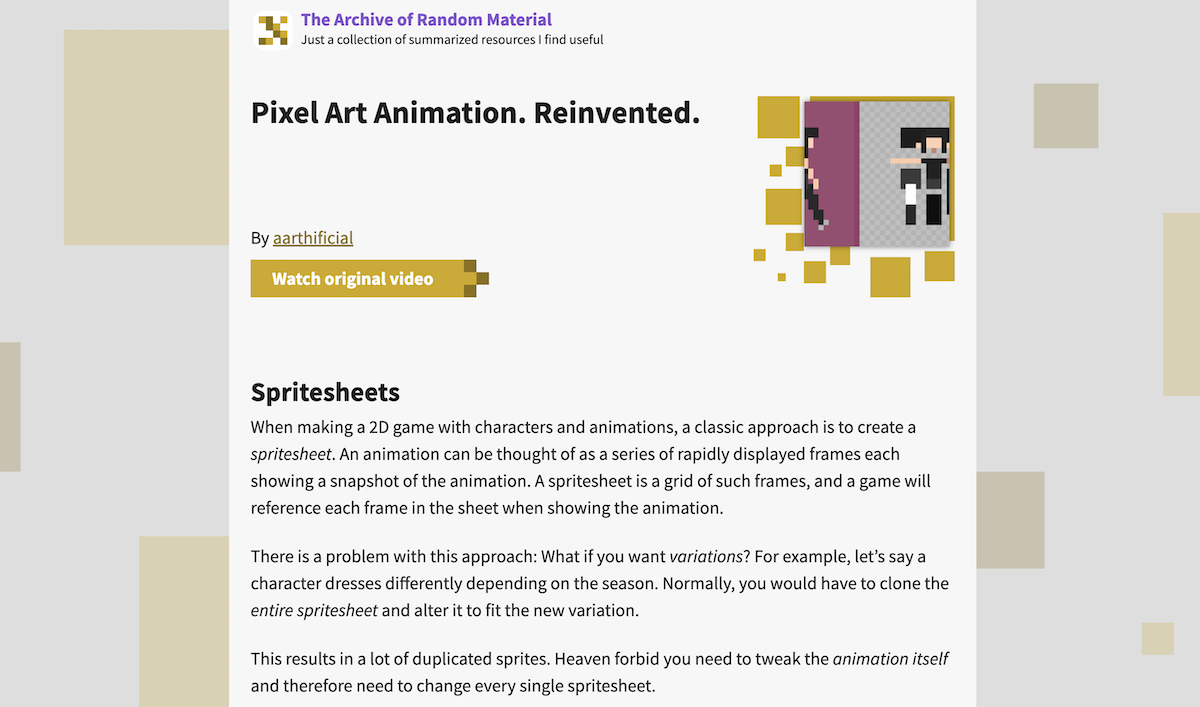 The Archive of Random Material
Just a collection of summarized resources I find useful
Pixel Art Animation. Reinvented.
By aarthificial
Watch original video
Spritesheets
When making a 2D game with characters and animations, a classic approach is to create a
spritesheet. An animation can be thought of as a series of rapidly displayed frames each
showing a snapshot of the animation. A spritesheet is a grid of such frames, and a game will
reference each frame in the sheet when showing the animation.
There is a problem with this approach: What if you want variations? For example, let’s say a
character dresses differently depending on the season. Normally, you would have to clone the
entire spritesheet and alter it to fit the new variation.
This results in a lot of duplicated sprites. Heaven forbid you need to tweak the animation itself
and therefore need to change every single spritesheet.